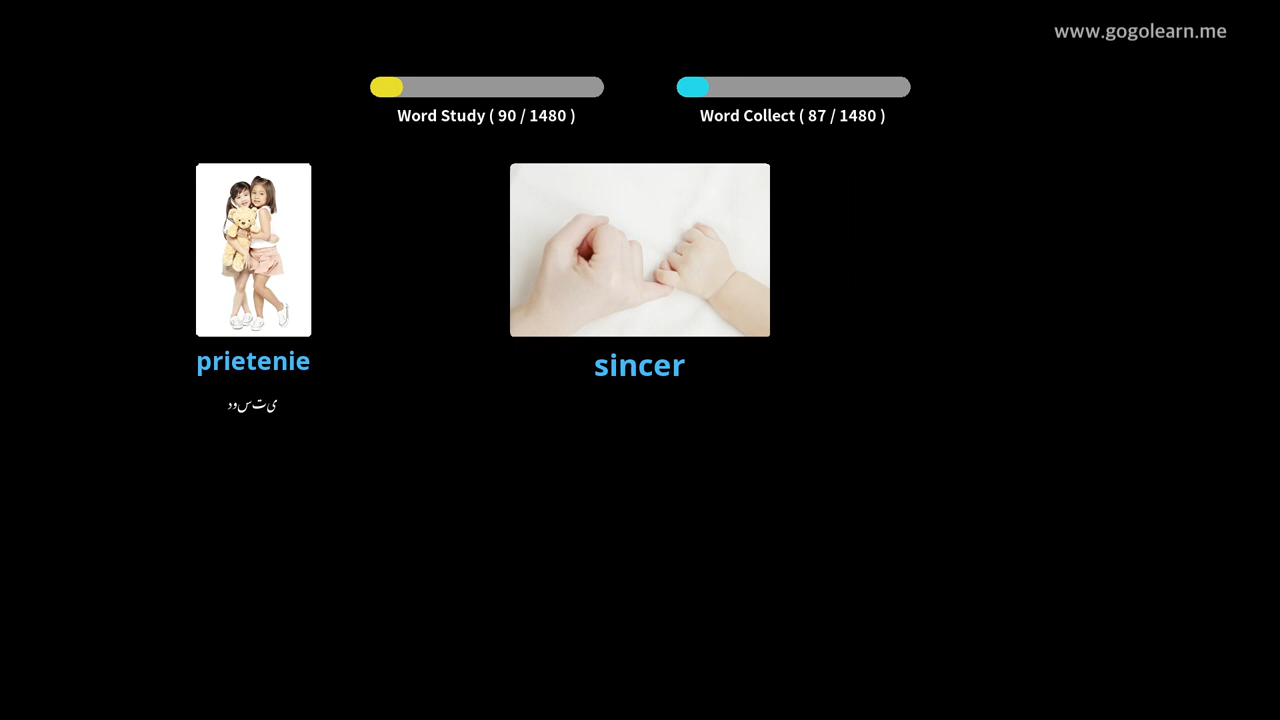 www.gogolearn.me
Word Study ( 90 / 1480 )
Word Collect ( 87 / 1480 )
prietenie
sincer
دوستی